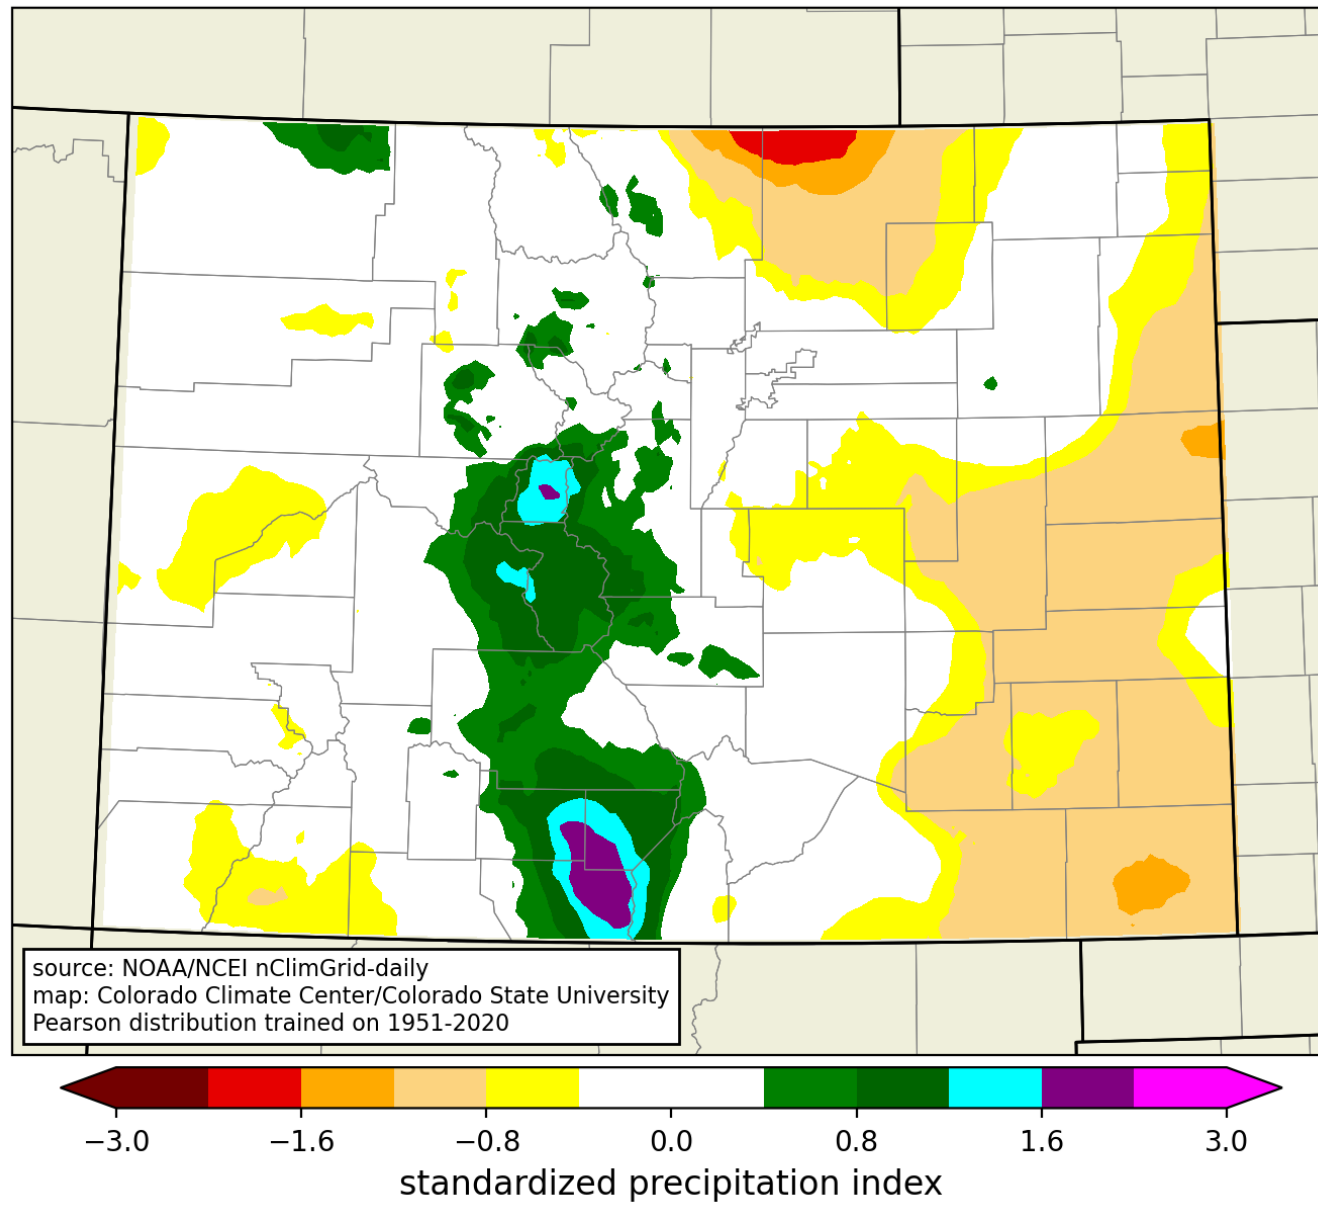 source: NOAA/NCEI nClimGrid-daily
map: Colorado Climate Center/Colorado State University
Pearson distribution trained on 1951-2020
−3.0 −1.6 −0.8 0.0 0.8 1.6 3.0
standardized precipitation index